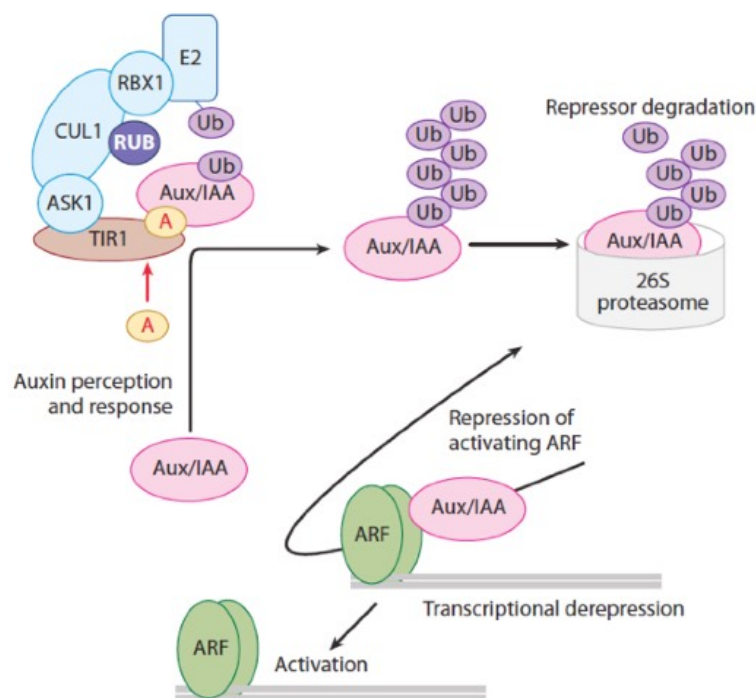 E2
RBX1
Ub
CUL1
RUB
Ub
Aux/IAA
ASK1
A
TIR1
A
Auxin perception
and response
Aux/IAA
Ub
Ub
Ub
Ub
Ub
Ub
Ub
Aux/IAA
Repressor degradation
Ub
Ub
Ub
Ub
Ub
Ub
Aux/IAA
26S
proteasome
Repression of
activating ARF
Aux/IAA
ARF
Transcriptional derepression
ARF
Activation